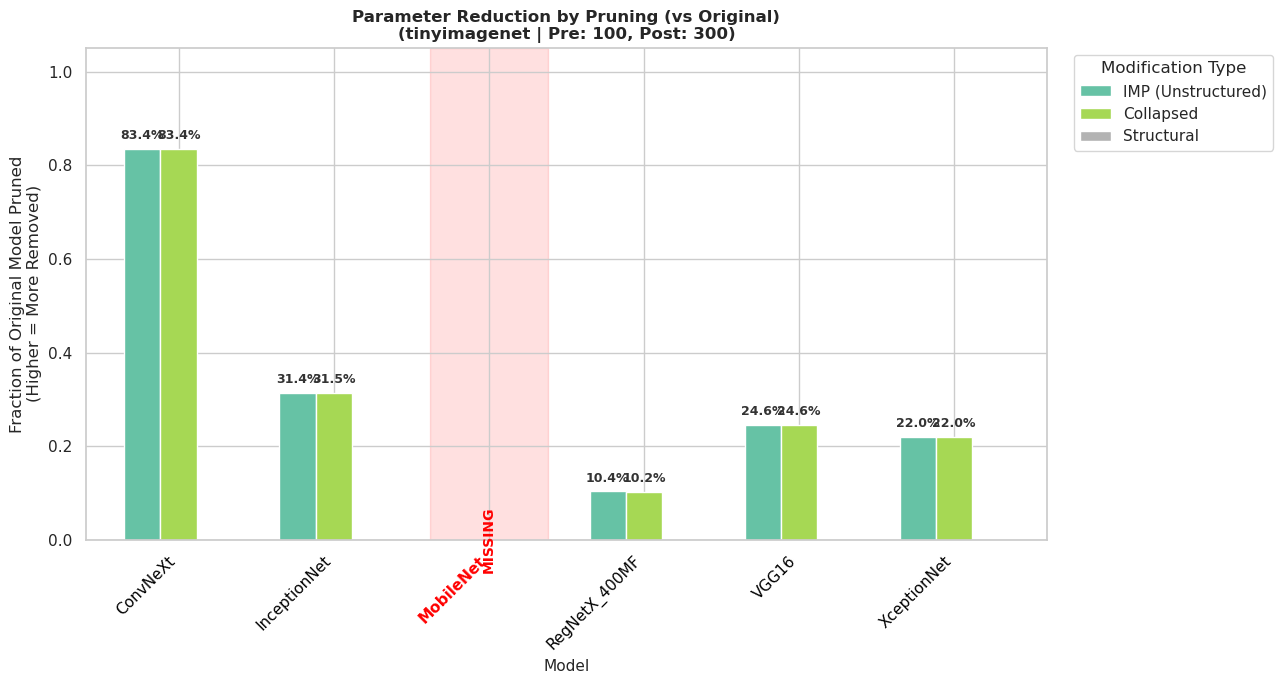 Parameter Reduction by Pruning (vs Original)
(tinyimagenet | Pre: 100, Post: 300)
Fraction of Original Model Pruned
(Higher = More Removed)
1.0
0.8
0.6
0.4
0.2
0.0
83.4%
83.4%
31.4%
31.5%
MISSING
10.4%
10.2%
24.6%
24.6%
22.0%
22.0%
ConvNeXt
InceptionNet
MobileNet
RegNetX_400MF
VGG16
XceptionNet
Model
Modification Type
IMP (Unstructured)
Collapsed
Structural